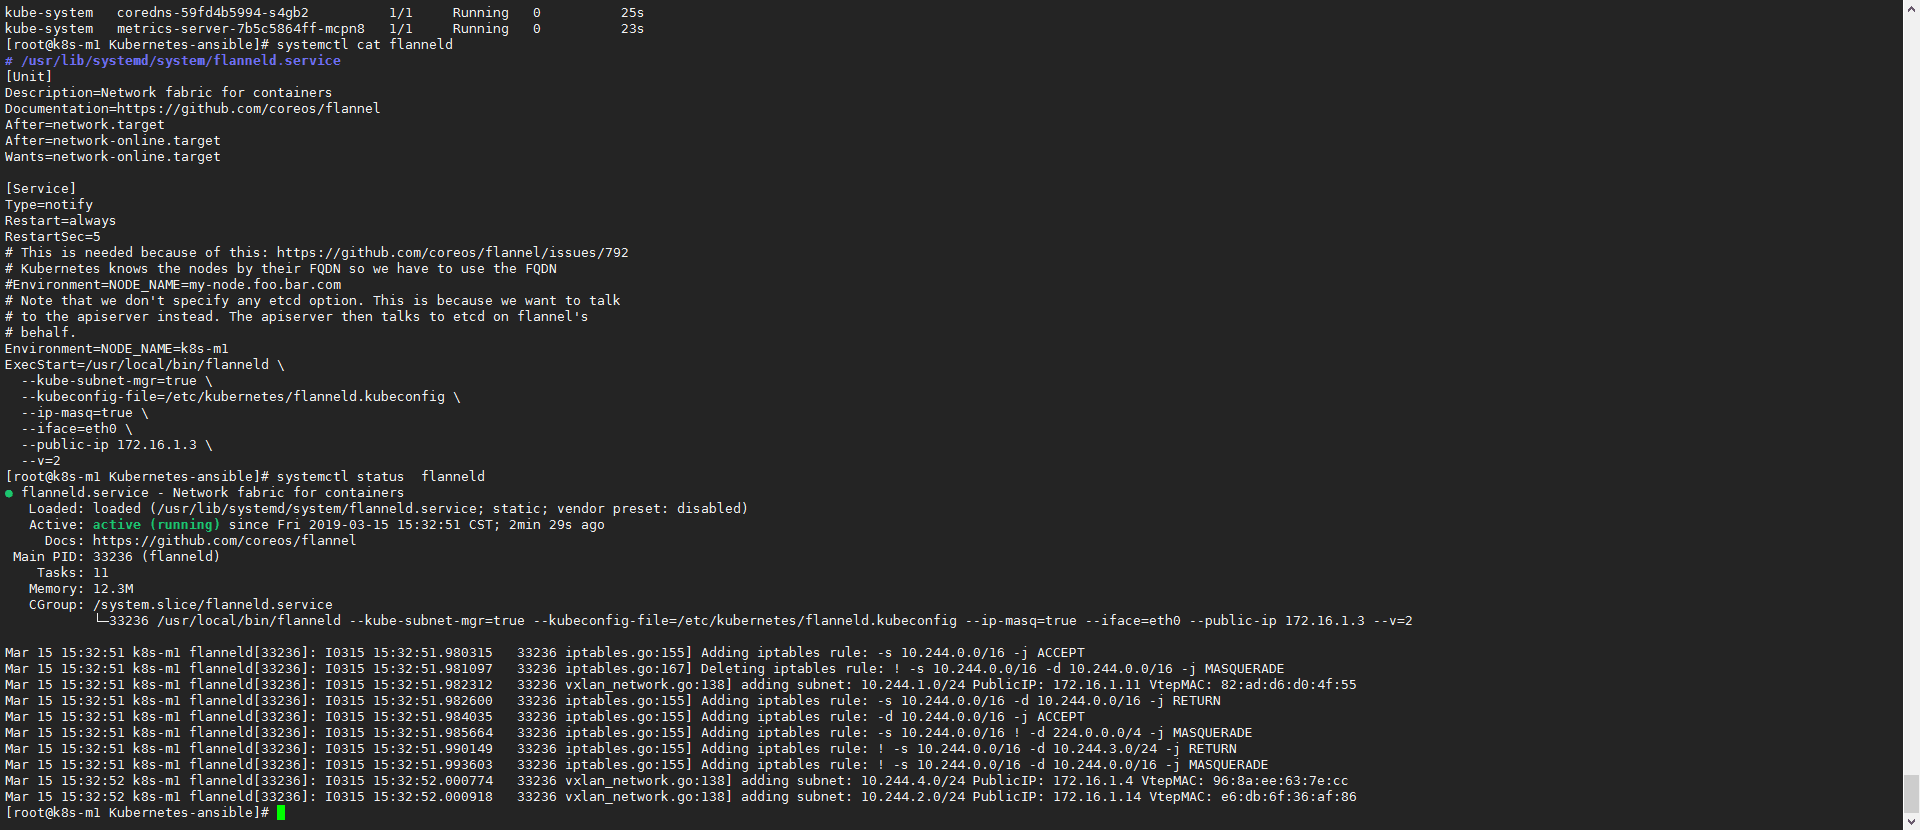 kube-system   coredns-59fd4b5994-s4gb2          1/1     Running   0          25s
kube-system   metrics-server-7b5c5864ff-mcpn8   1/1     Running   0          23s
[root@k8s-m1 Kubernetes-ansible]# systemctl cat flanneld
# /usr/lib/systemd/system/flanneld.service
[Unit]
Description=Network fabric for containers
Documentation=https://github.com/coreos/flannel
After=network.target
After=network-online.target
Wants=network-online.target

[Service]
Type=notify
Restart=always
RestartSec=5
# This is needed because of this: https://github.com/coreos/flannel/issues/792
# Kubernetes knows the nodes by their FQDN so we have to use the FQDN
#Environment=NODE_NAME=my-node.foo.bar.com
# Note that we don't specify any etcd option. This is because we want to talk
# to the apiserver instead. The apiserver then talks to etcd on flannel's
# behalf.
Environment=NODE_NAME=k8s-m1
ExecStart=/usr/local/bin/flanneld \
  --kube-subnet-mgr=true \
  --kubeconfig-file=/etc/kubernetes/flanneld.kubeconfig \
  --ip-masq=true \
  --iface=eth0 \
  --public-ip 172.16.1.3 \
  --v=2
[root@k8s-m1 Kubernetes-ansible]# systemctl status  flanneld
● flanneld.service - Network fabric for containers
   Loaded: loaded (/usr/lib/systemd/system/flanneld.service; static; vendor preset: disabled)
   Active: active (running) since Fri 2019-03-15 15:32:51 CST; 2min 29s ago
     Docs: https://github.com/coreos/flannel
 Main PID: 33236 (flanneld)
    Tasks: 11
   Memory: 12.3M
   CGroup: /system.slice/flanneld.service
           └─33236 /usr/local/bin/flanneld --kube-subnet-mgr=true --kubeconfig-file=/etc/kubernetes/flanneld.kubeconfig --ip-masq=true --iface=eth0 --public-ip 172.16.1.3 --v=2

Mar 15 15:32:51 k8s-m1 flanneld[33236]: I0315 15:32:51.980315   33236 iptables.go:155] Adding iptables rule: -s 10.244.0.0/16 -j ACCEPT
Mar 15 15:32:51 k8s-m1 flanneld[33236]: I0315 15:32:51.981097   33236 iptables.go:167] Deleting iptables rule: ! -s 10.244.0.0/16 -d 10.244.0.0/16 -j MASQUERADE
Mar 15 15:32:51 k8s-m1 flanneld[33236]: I0315 15:32:51.982312   33236 vxlan_network.go:138] adding subnet: 10.244.1.0/24 PublicIP: 172.16.1.11 VtepMAC: 82:ad:d6:d0:4f:55
Mar 15 15:32:51 k8s-m1 flanneld[33236]: I0315 15:32:51.982600   33236 iptables.go:155] Adding iptables rule: -s 10.244.0.0/16 -d 10.244.0.0/16 -j RETURN
Mar 15 15:32:51 k8s-m1 flanneld[33236]: I0315 15:32:51.984035   33236 iptables.go:155] Adding iptables rule: -d 10.244.0.0/16 -j ACCEPT
Mar 15 15:32:51 k8s-m1 flanneld[33236]: I0315 15:32:51.985664   33236 iptables.go:155] Adding iptables rule: -s 10.244.0.0/16 ! -d 224.0.0.0/4 -j MASQUERADE
Mar 15 15:32:51 k8s-m1 flanneld[33236]: I0315 15:32:51.990149   33236 iptables.go:155] Adding iptables rule: ! -s 10.244.0.0/16 -d 10.244.3.0/24 -j RETURN
Mar 15 15:32:51 k8s-m1 flanneld[33236]: I0315 15:32:51.993603   33236 iptables.go:155] Adding iptables rule: ! -s 10.244.0.0/16 -d 10.244.0.0/16 -j MASQUERADE
Mar 15 15:32:52 k8s-m1 flanneld[33236]: I0315 15:32:52.000774   33236 vxlan_network.go:138] adding subnet: 10.244.4.0/24 PublicIP: 172.16.1.4 VtepMAC: 96:8a:ee:63:7e:cc
Mar 15 15:32:52 k8s-m1 flanneld[33236]: I0315 15:32:52.000918   33236 vxlan_network.go:138] adding subnet: 10.244.2.0/24 PublicIP: 172.16.1.14 VtepMAC: e6:db:6f:36:af:86
[root@k8s-m1 Kubernetes-ansible]#